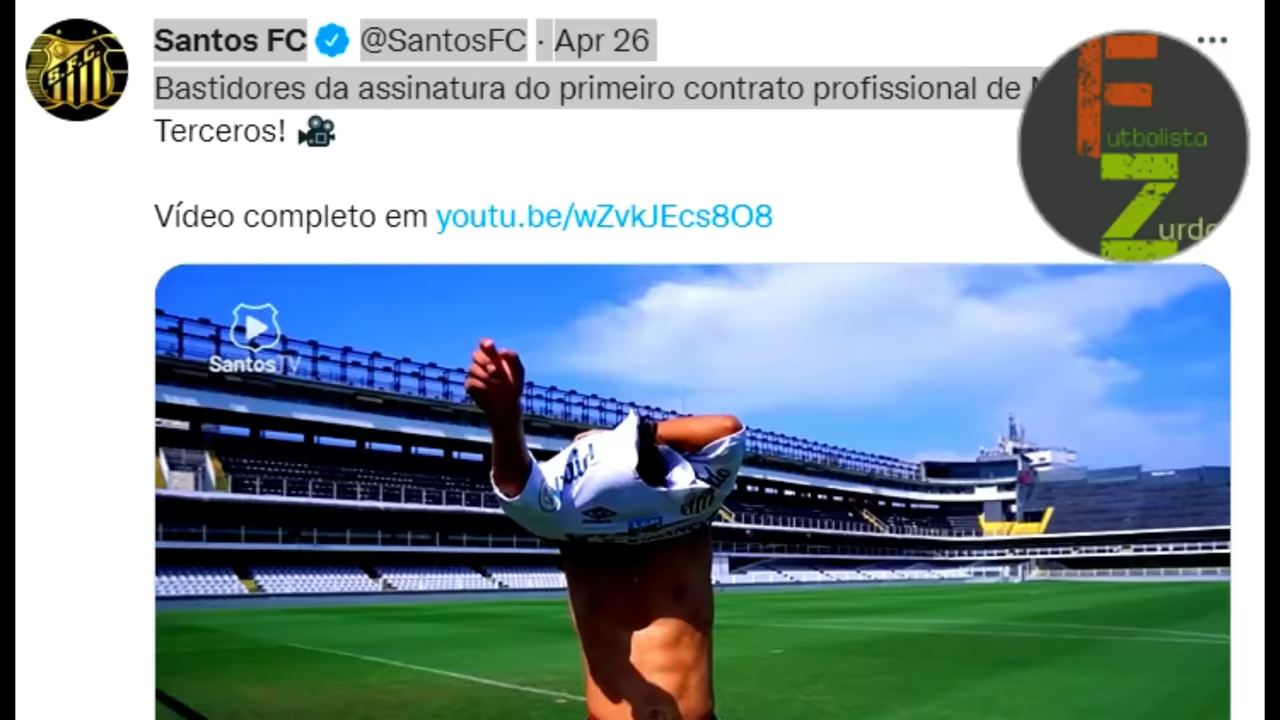 Santos FC @SantosFC · Apr 26
Bastidores da assinatura do primeiro contrato profissional de
Terceros!
Vídeo completo em youtu.be/wZvkJEcs8O8
S.F.C.
F
utbolista
Z
urdo
SantosTV